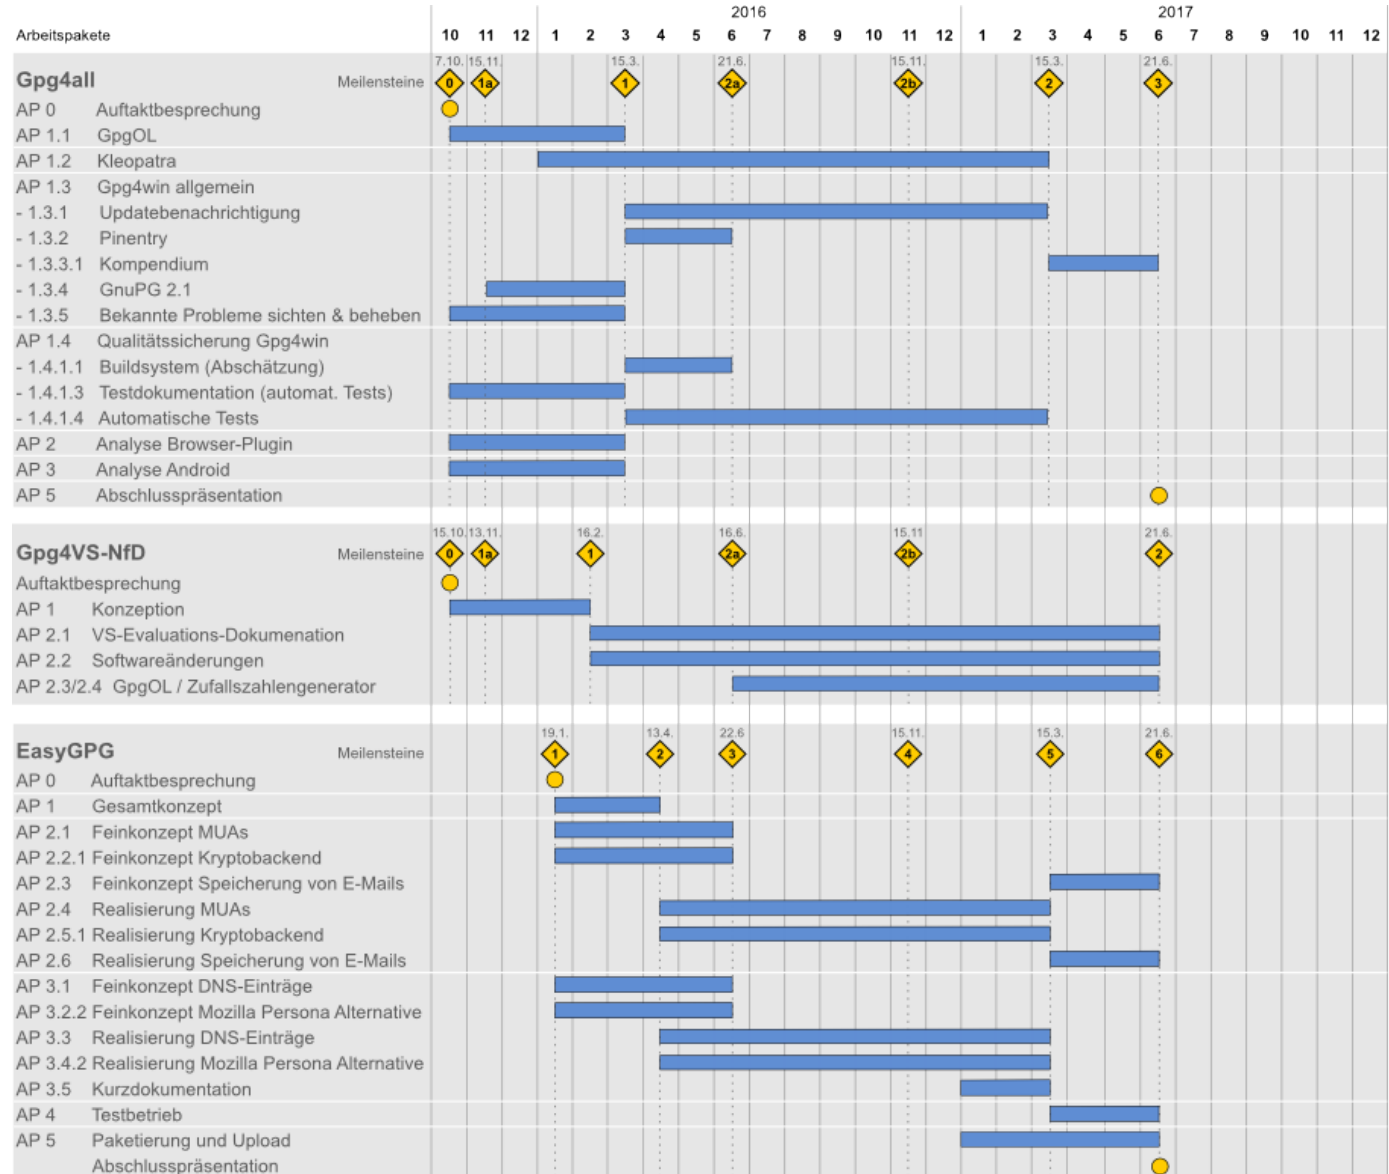 2016 2017
Arbeitspakete 10 11 12 1 2 3 4 5 6 7 8 9 10 11 12 1 2 3 4 5 6 7 8 9 10 11 12
7.10. 15.11. 15.3. 21.6. 15.11. 15.3. 21.6.
Gpg4all Meilensteine 0 1a 1 2a 2b 2 3
AP 0 Auftaktbesprechung
AP 1.1 GpgOL
AP 1.2 Kleopatra
AP 1.3 Gpg4win allgemein
- 1.3.1 Updatebenachrichtigung
- 1.3.2 Pinentry
- 1.3.3.1 Kompendium
- 1.3.4 GnuPG 2.1
- 1.3.5 Bekannte Probleme sichten & beheben
AP 1.4 Qualitätssicherung Gpg4win
- 1.4.1.1 Buildsystem (Abschätzung)
- 1.4.1.3 Testdokumentation (automat. Tests)
- 1.4.1.4 Automatische Tests
AP 2 Analyse Browser-Plugin
AP 3 Analyse Android
AP 5 Abschlusspräsentation
15.10. 13.11. 16.2. 16.6. 15.11 21.6.
Gpg4VS-NfD Meilensteine 0 1a 1 2a 2b 2
Auftaktbesprechung
AP 1 Konzeption
AP 2.1 VS-Evaluations-Dokumenation
AP 2.2 Softwareänderungen
AP 2.3/2.4 GpgOL / Zufallszahlengenerator
19.1. 13.4. 22.6 15.11. 15.3. 21.6.
EasyGPG Meilensteine 1 2 3 4 5 6
AP 0 Auftaktbesprechung
AP 1 Gesamtkonzept
AP 2.1 Feinkonzept MUAs
AP 2.2.1 Feinkonzept Kryptobackend
AP 2.3 Feinkonzept Speicherung von E-Mails
AP 2.4 Realisierung MUAs
AP 2.5.1 Realisierung Kryptobackend
AP 2.6 Realisierung Speicherung von E-Mails
AP 3.1 Feinkonzept DNS-Einträge
AP 3.2.2 Feinkonzept Mozilla Persona Alternative
AP 3.3 Realisierung DNS-Einträge
AP 3.4.2 Realisierung Mozilla Persona Alternative
AP 3.5 Kurzdokumentation
AP 4 Testbetrieb
AP 5 Paketierung und Upload
Abschlusspräsentation